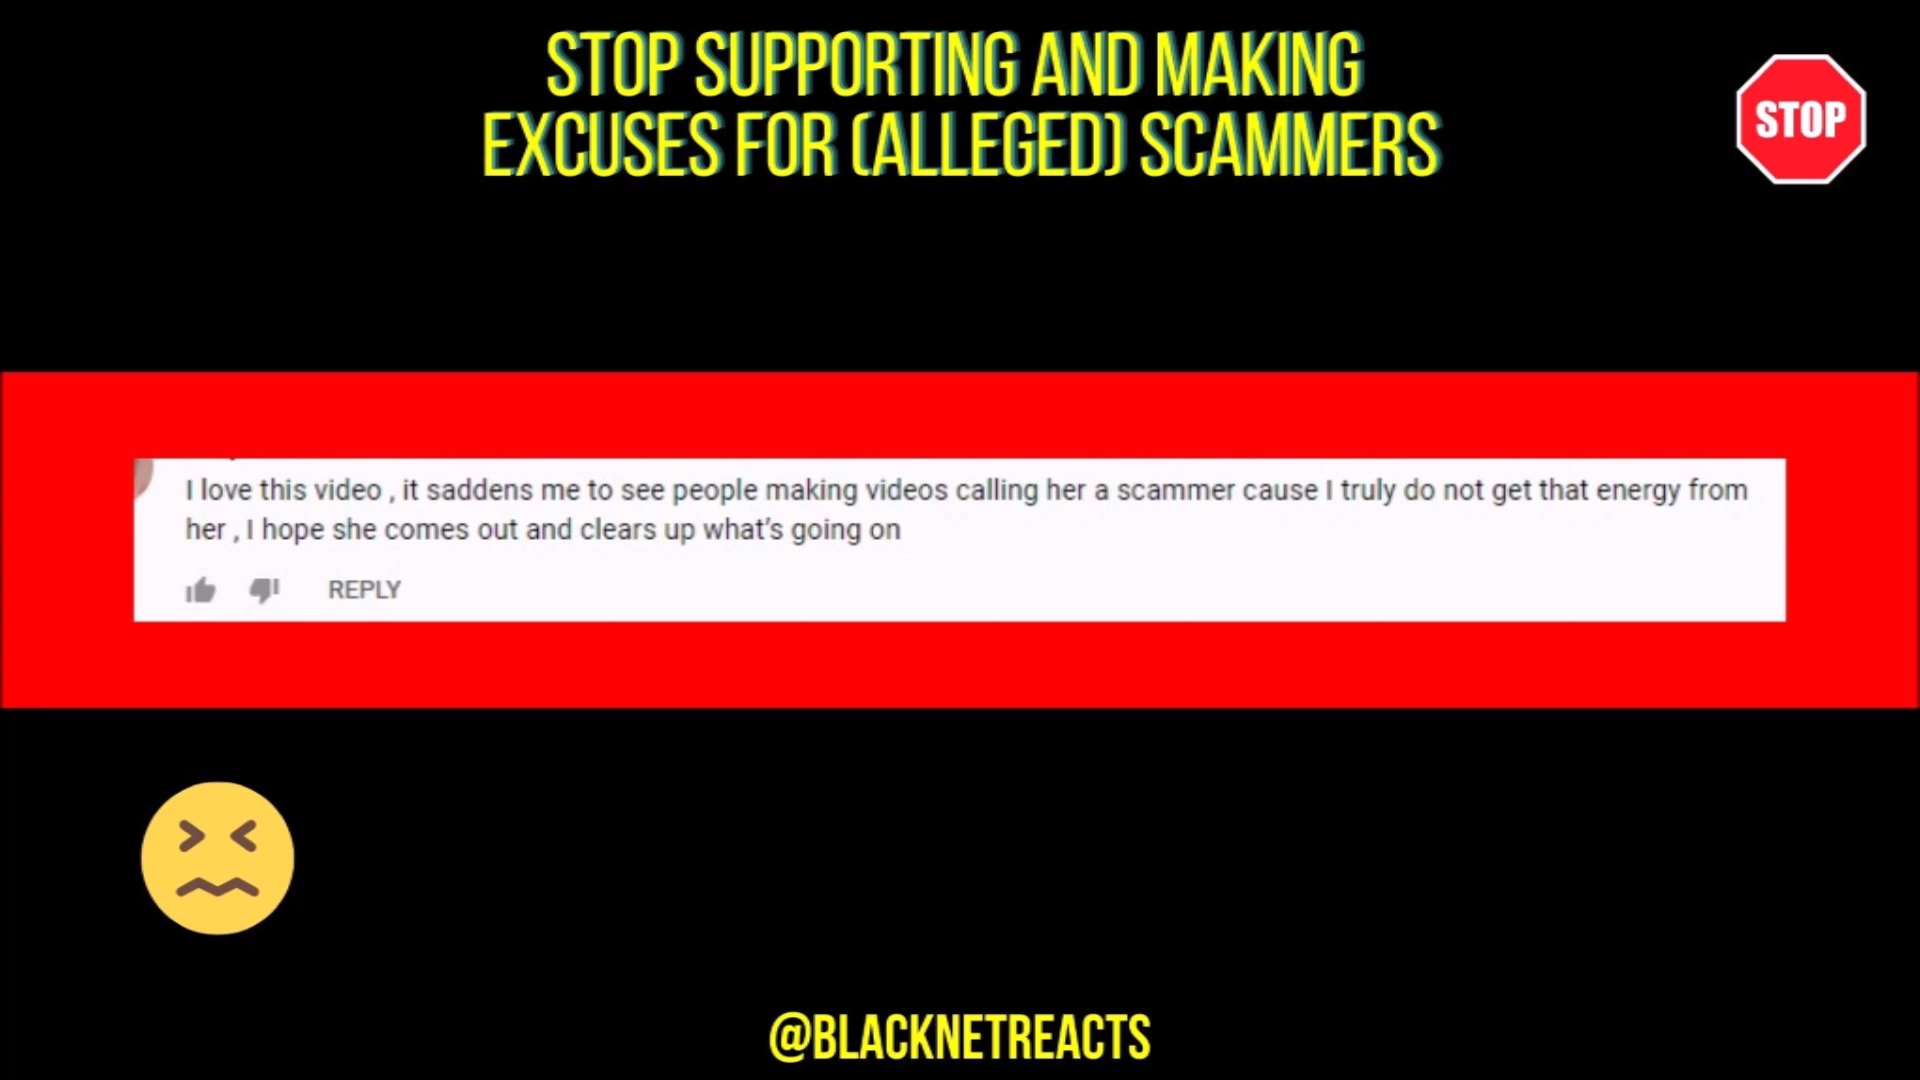 STOP SUPPORTING AND MAKING
EXCUSES FOR (ALLEGED) SCAMMERS
STOP
I love this video , it saddens me to see people making videos calling her a scammer cause I truly do not get that energy from
her , I hope she comes out and clears up what's going on
REPLY
@BLACKNETREACTS